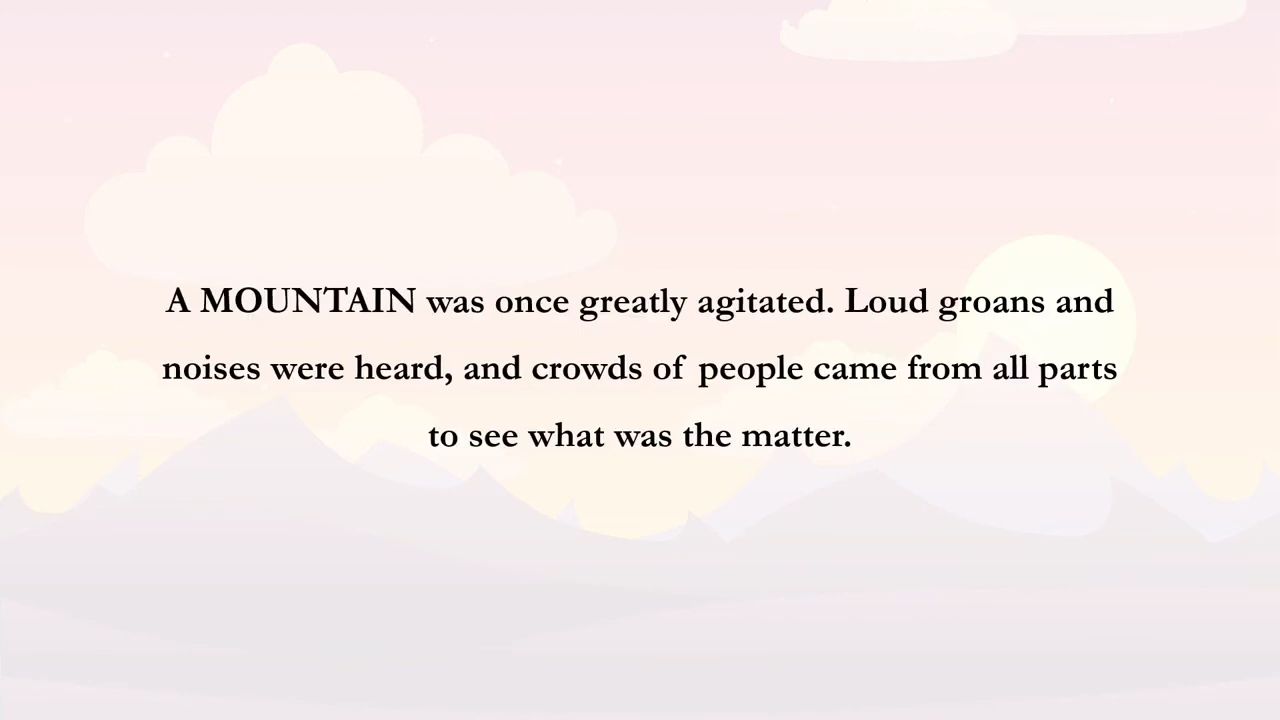 A MOUNTAIN was once greatly agitated. Loud groans and
noises were heard, and crowds of people came from all parts
to see what was the matter.